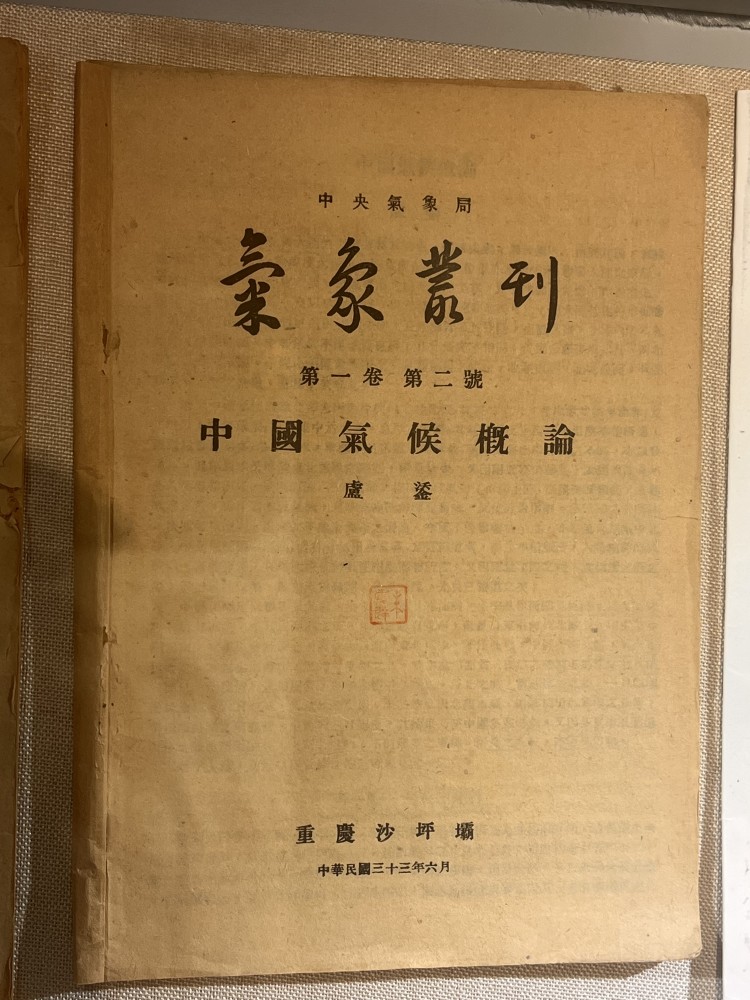 中央氣象局
氣象叢刊
第一卷 第二號
中國氣候概論
盧鋈
重慶沙坪壩
中華民國三十三年六月